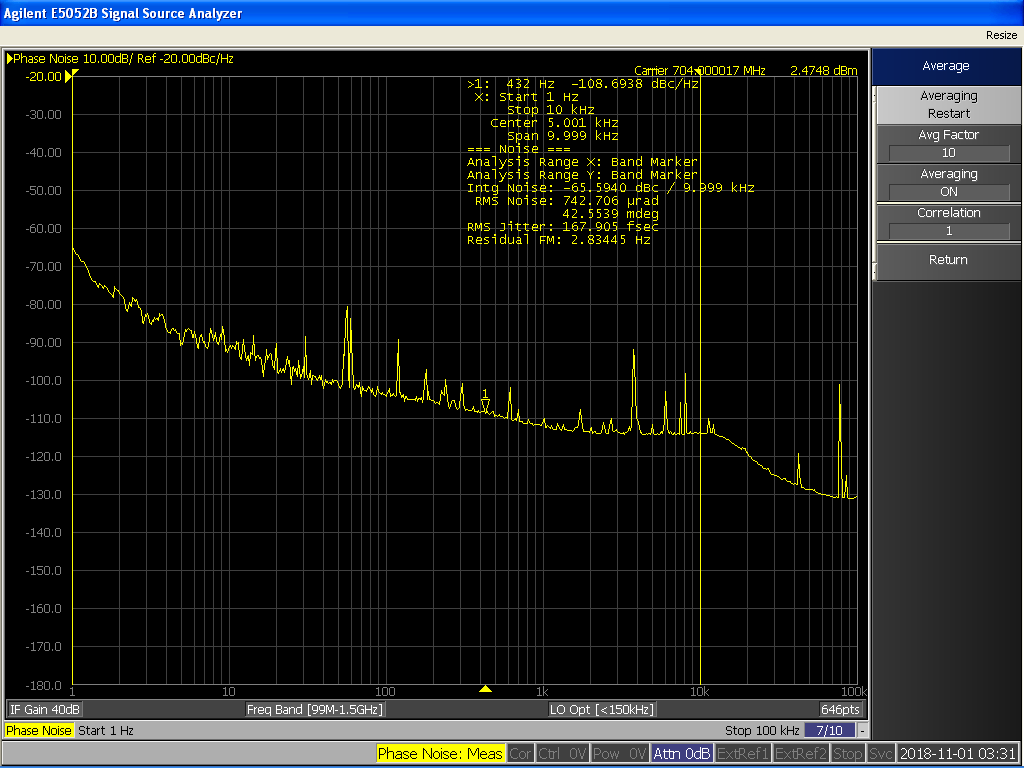 Agilent E5052B Signal Source Analyzer
Resize
Phase Noise 10.00dB/ Ref -20.00dBc/Hz
Carrier 704.000017 MHz 2.4748 dBm
>1: 432 Hz -108.6938 dBc/Hz
X: Start 1 Hz
Stop 10 kHz
Center 5.001 kHz
Span 9.999 kHz
=== Noise ===
Analysis Range X: Band Marker
Analysis Range Y: Band Marker
Intg Noise: -65.5940 dBc / 9.999 kHz
RMS Noise: 742.706 µrad
42.5539 mdeg
RMS Jitter: 167.905 fsec
Residual FM: 2.83445 Hz
-20.00
-30.00
-40.00
-50.00
-60.00
-70.00
-80.00
-90.00
-100.0
-110.0
-120.0
-130.0
-140.0
-150.0
-160.0
-170.0
-180.0
1
1 10 100 1k 10k 100k
IF Gain 40dB Freq Band [99M-1.5GHz] LO Opt [<150kHz] 646pts
Phase Noise Start 1 Hz Stop 100 kHz 7/10 -
Phase Noise: Meas Cor Ctrl 0V Pow 0V Attn 0dB ExtRef1 ExtRef2 Stop Svc 2018-11-01 03:31
Average
Averaging
Restart
Avg Factor
10
Averaging
ON
Correlation
1
Return